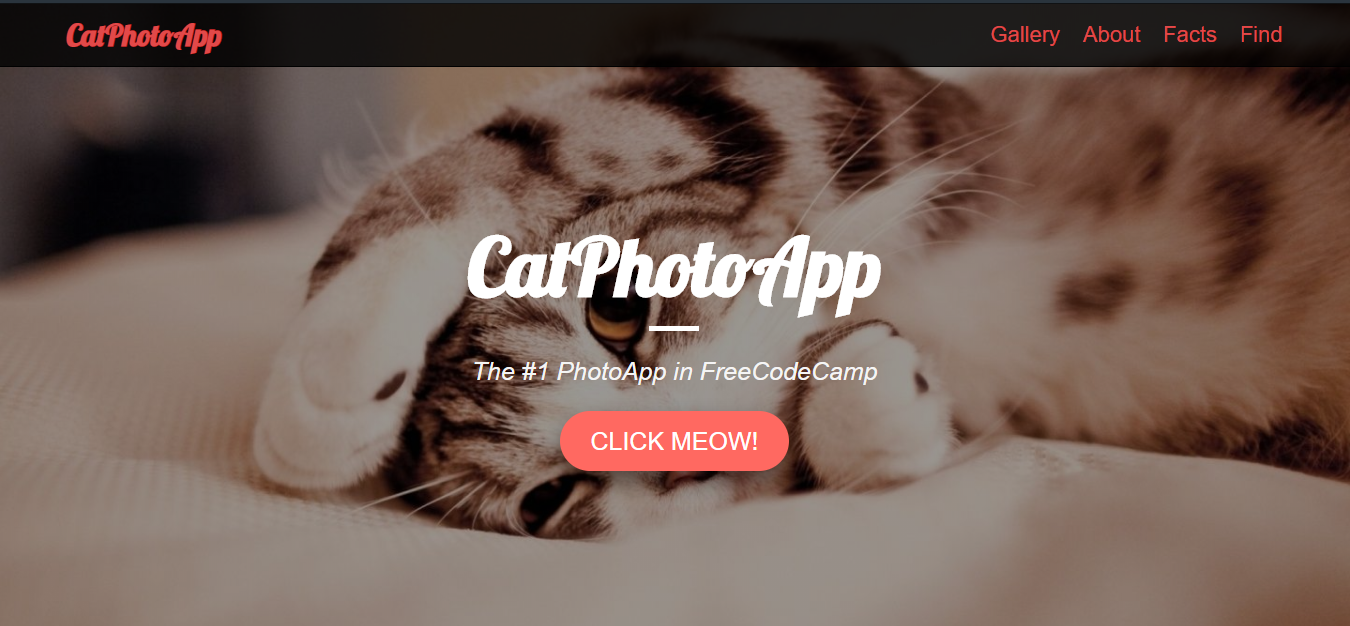 CatPhotoApp
Gallery About Facts Find
CatPhotoApp
The #1 PhotoApp in FreeCodeCamp
CLICK MEOW!